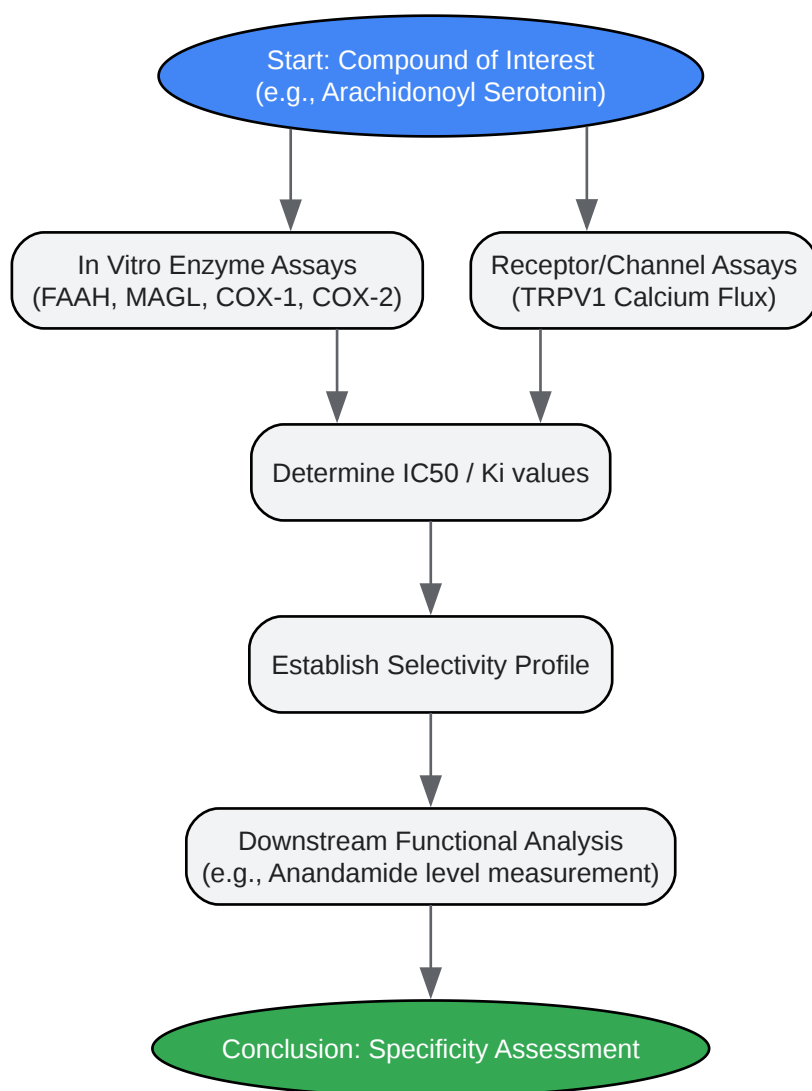 Start: Compound of Interest
(e.g., Arachidonoyl Serotonin)
In Vitro Enzyme Assays
(FAAH, MAGL, COX-1, COX-2)
Receptor/Channel Assays
(TRPV1 Calcium Flux)
Determine IC50 / Ki values
Establish Selectivity Profile
Downstream Functional Analysis
(e.g., Anandamide level measurement)
Conclusion: Specificity Assessment